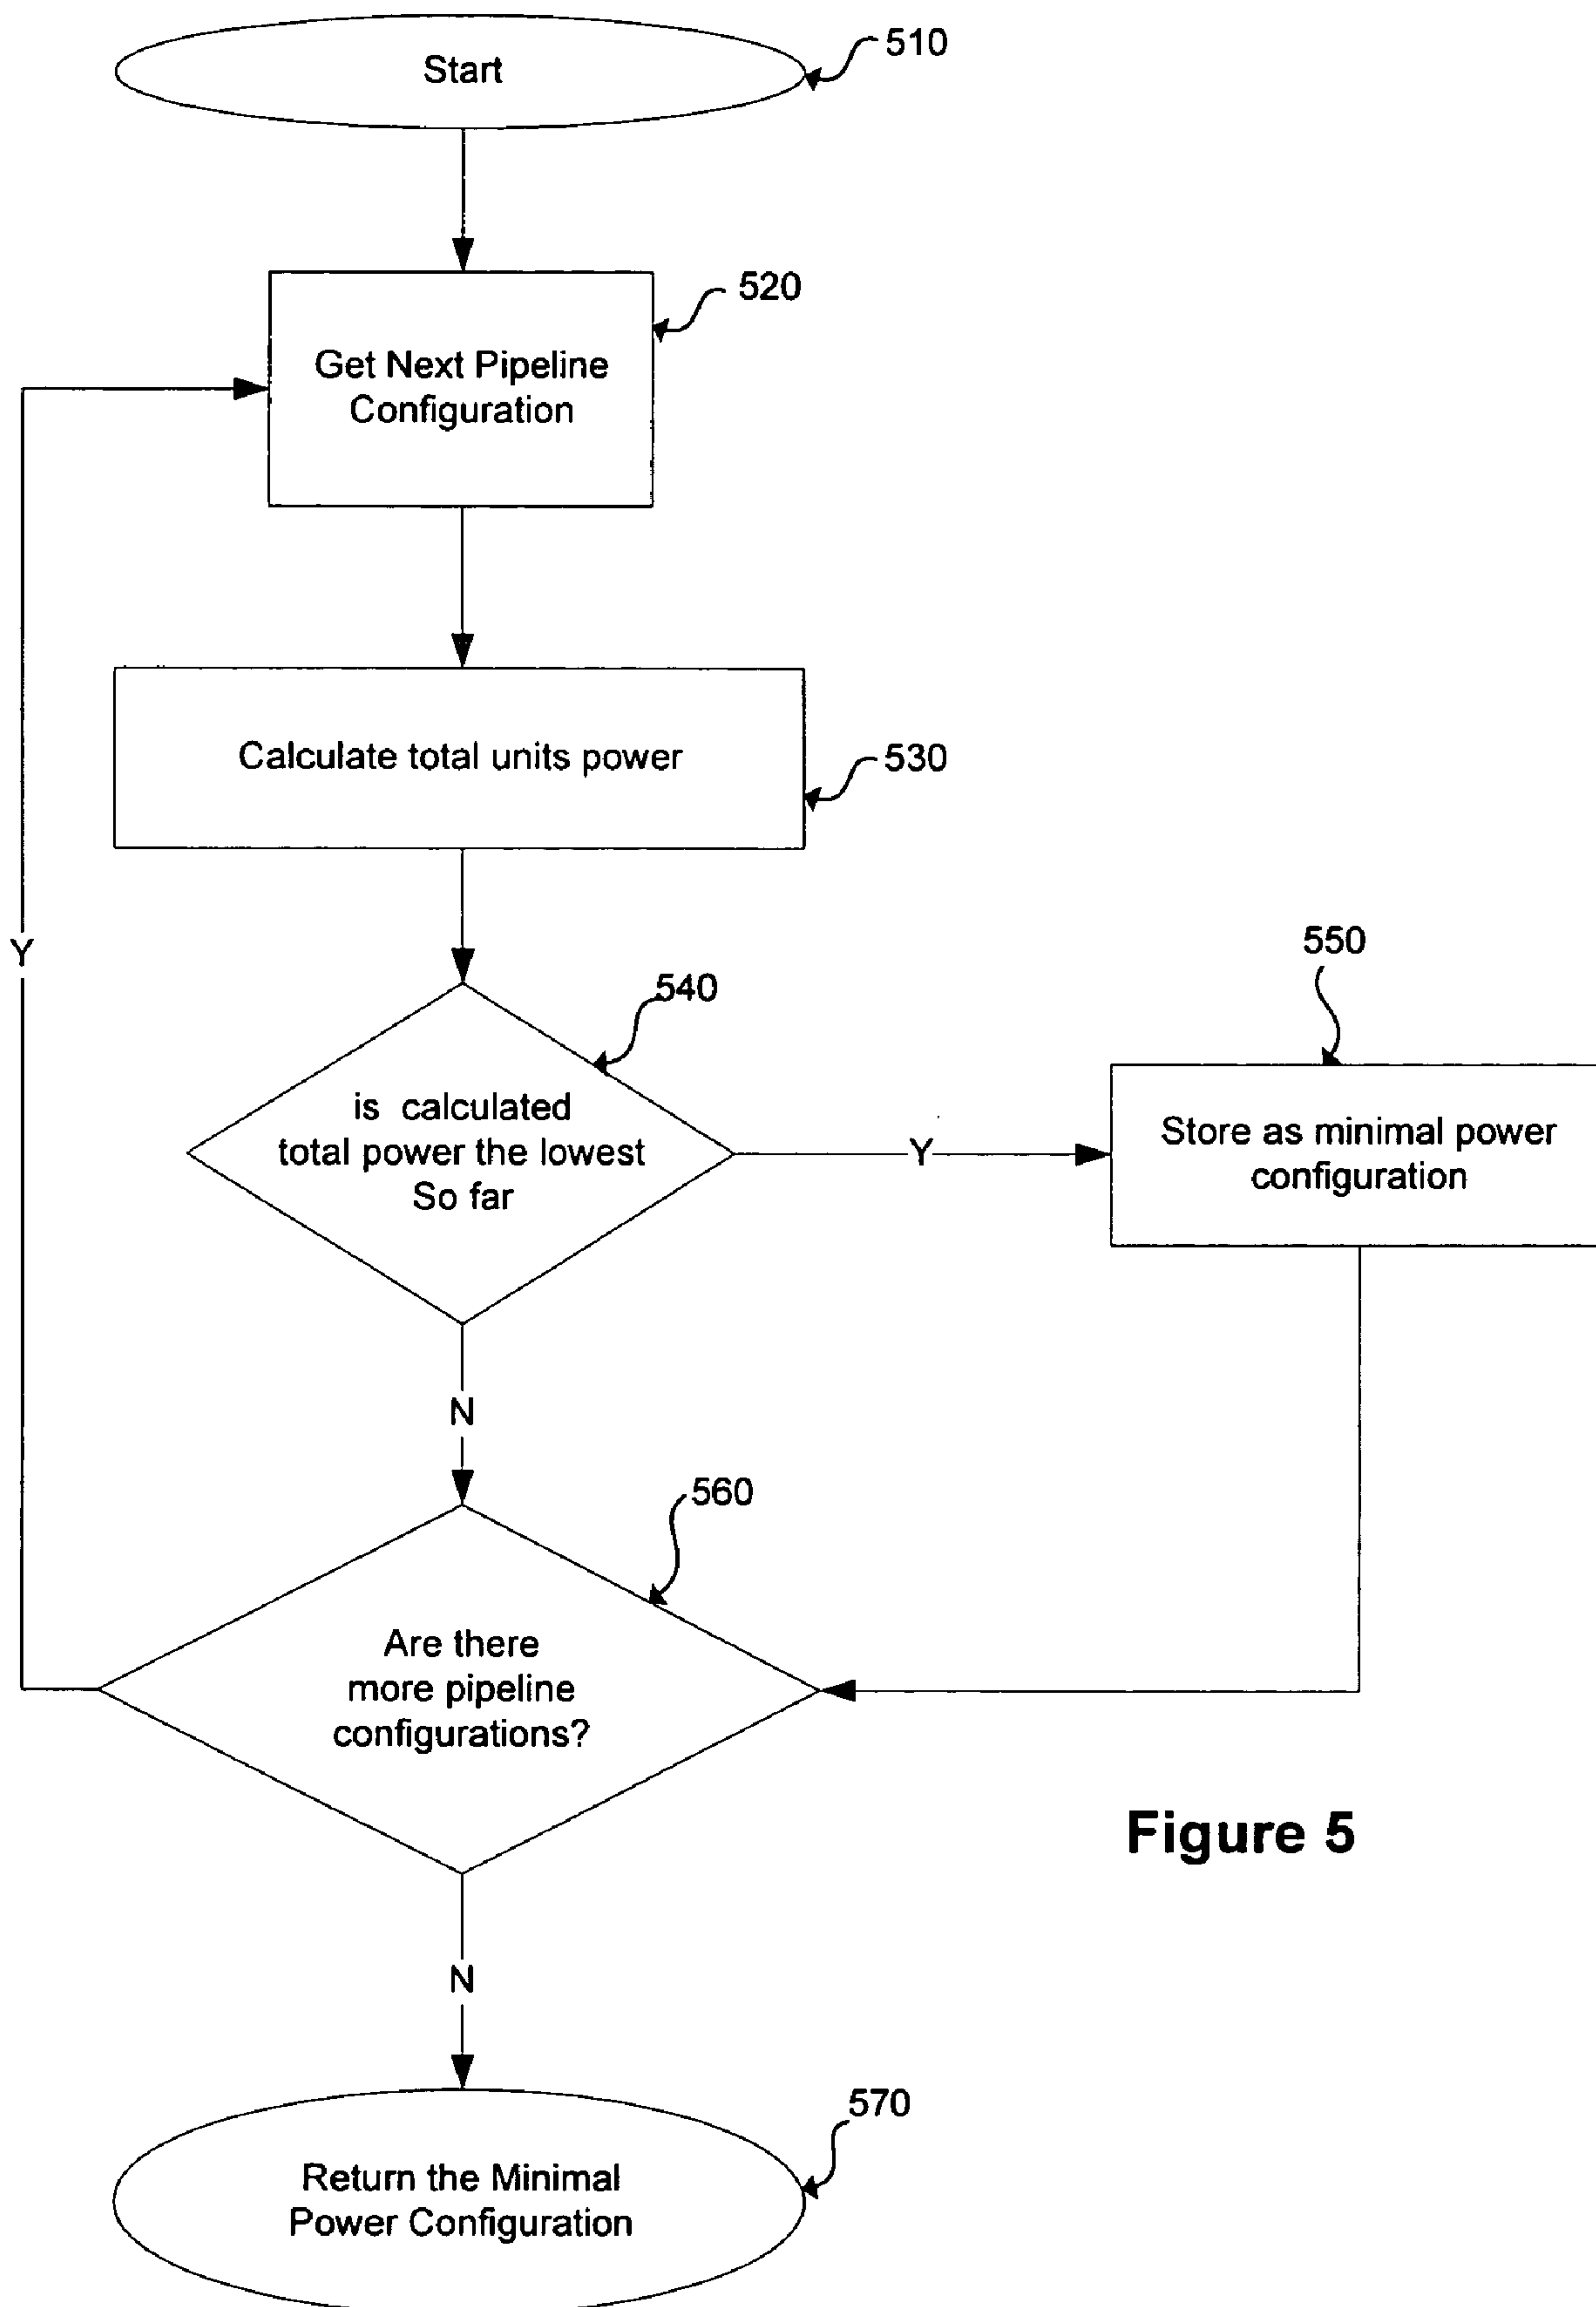 Start
510
520
Get Next Pipeline
Configuration
Calculate total units power
530
Y
540
is calculated
total power the lowest
So far
Y
550
Store as minimal power
configuration
N
560
Are there
more pipeline
configurations?
Figure 5
N
570
Return the Minimal
Power Configuration